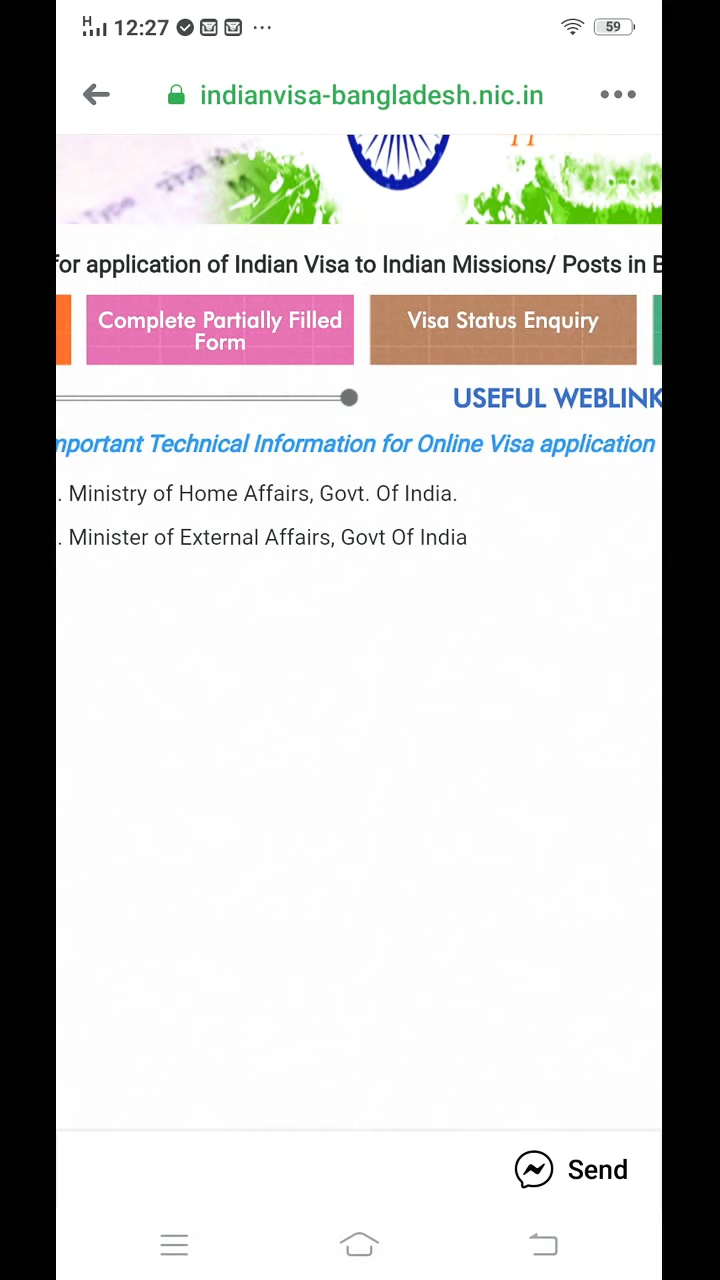 H 12:27 59
indianvisa-bangladesh.nic.in
for application of Indian Visa to Indian Missions/ Posts in B
Complete Partially Filled
Form
Visa Status Enquiry
USEFUL WEBLINK
mportant Technical Information for Online Visa application
. Ministry of Home Affairs, Govt. Of India.
. Minister of External Affairs, Govt Of India
Send